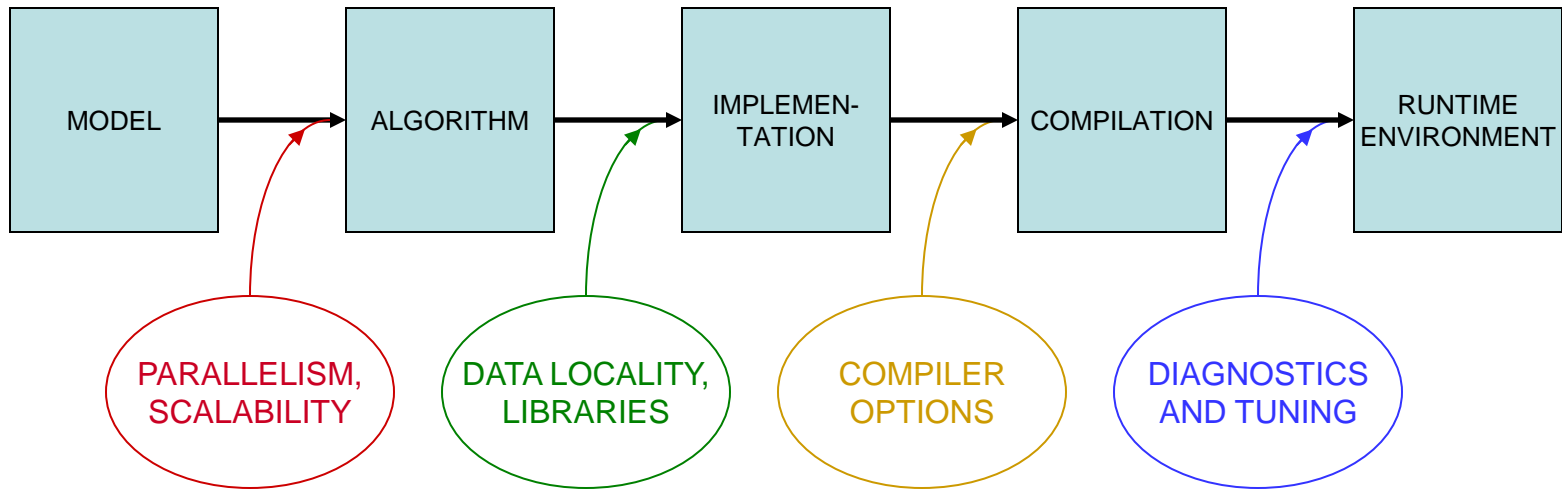 MODEL
ALGORITHM
IMPLEMEN-
TATION
COMPILATION
RUNTIME
ENVIRONMENT
PARALLELISM,
SCALABILITY
DATA LOCALITY,
LIBRARIES
COMPILER
OPTIONS
DIAGNOSTICS
AND TUNING